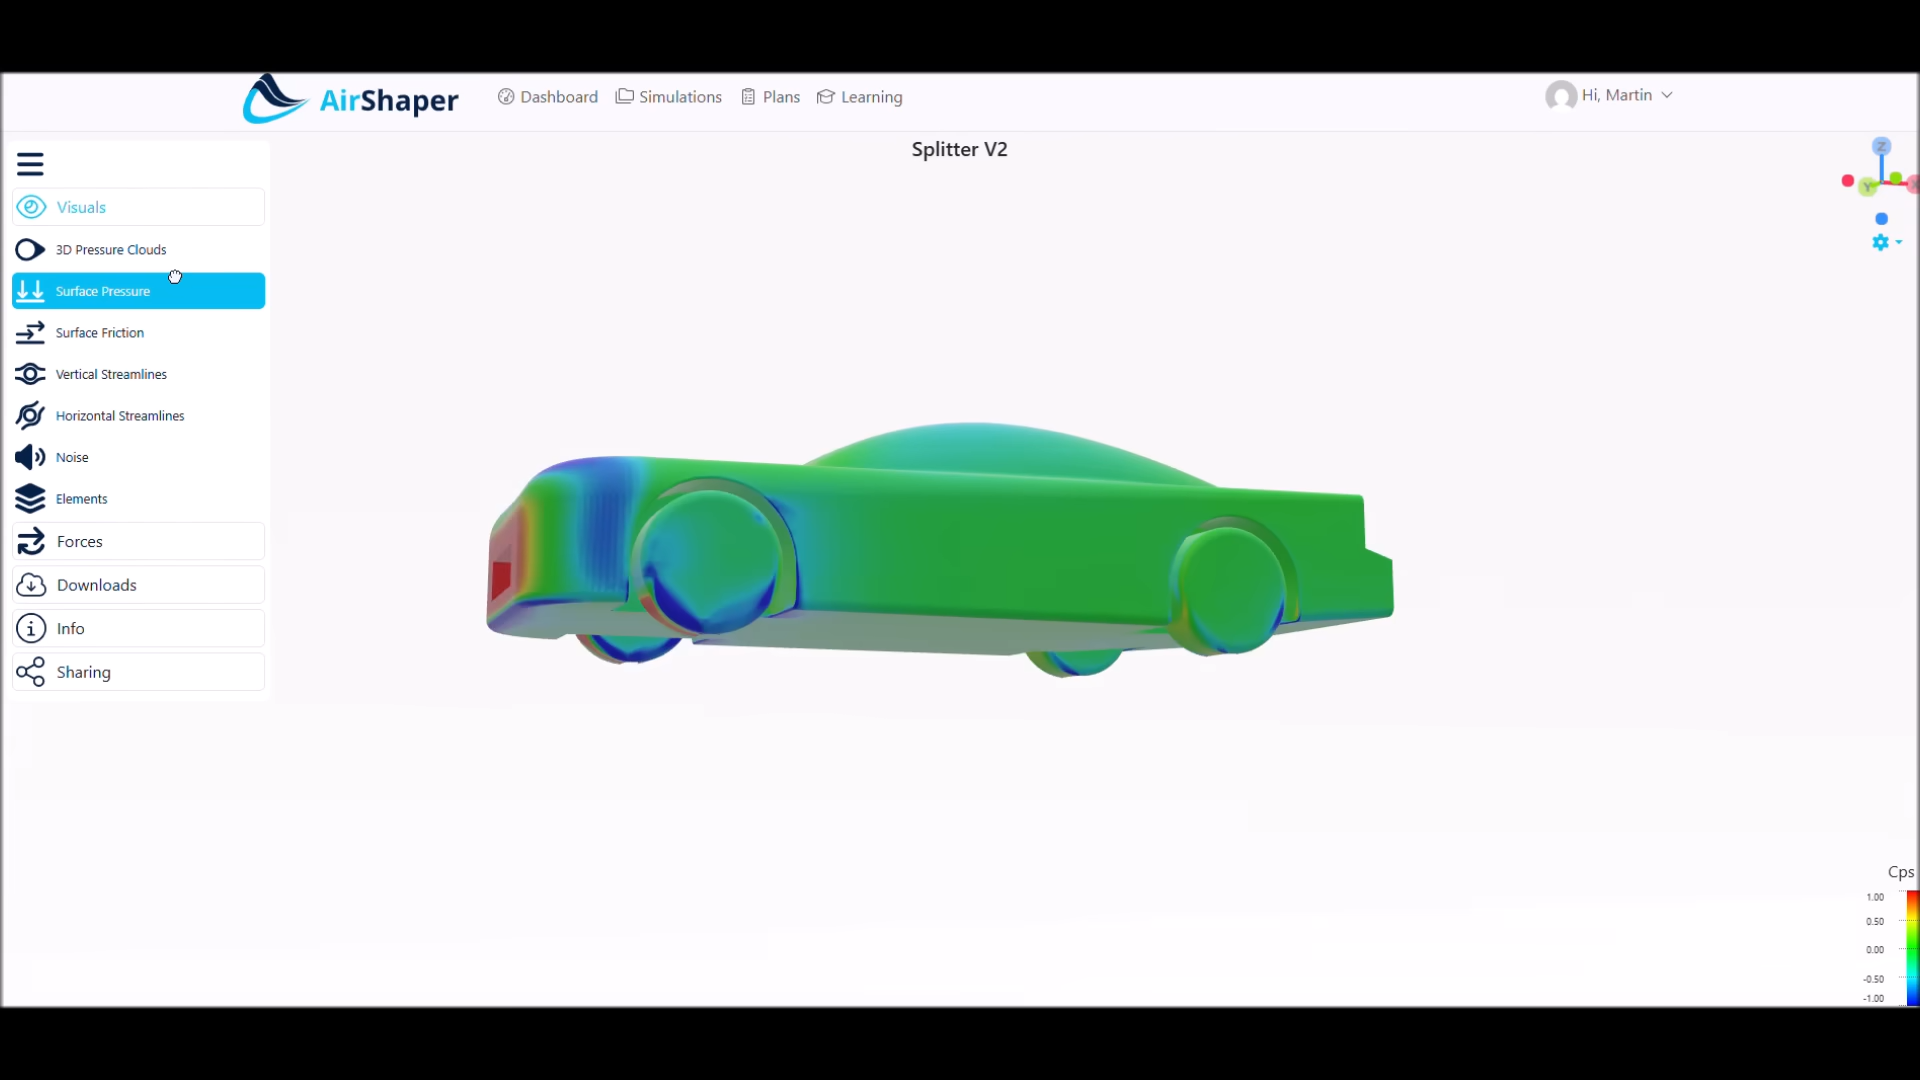 AirShaper
Dashboard
Simulations
Plans
Learning
Hi, Martin
Splitter V2
Visuals
3D Pressure Clouds
Surface Pressure
Surface Friction
Vertical Streamlines
Horizontal Streamlines
Noise
Elements
Forces
Downloads
Info
Sharing
Z
Y
X
Cps
1.00
0.50
0.00
-0.50
-1.00